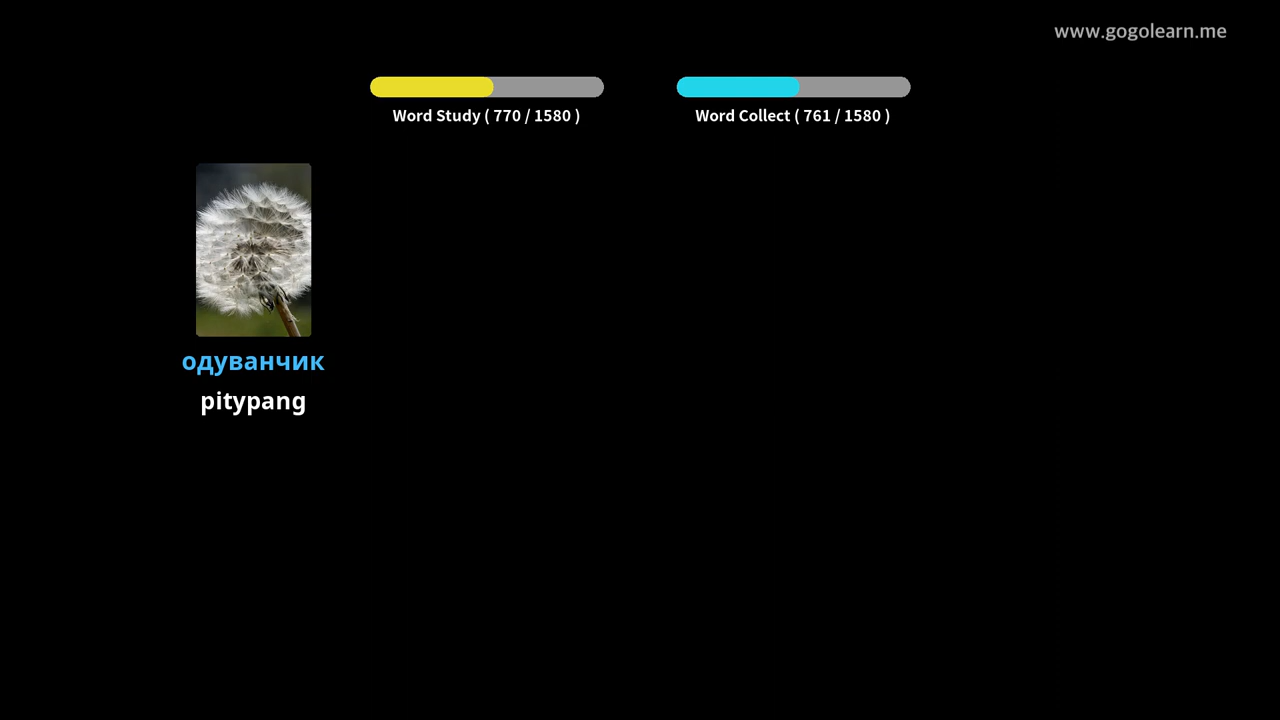 www.gogolearn.me
Word Study ( 770 / 1580 )
Word Collect ( 761 / 1580 )
одуванчик
pitypang